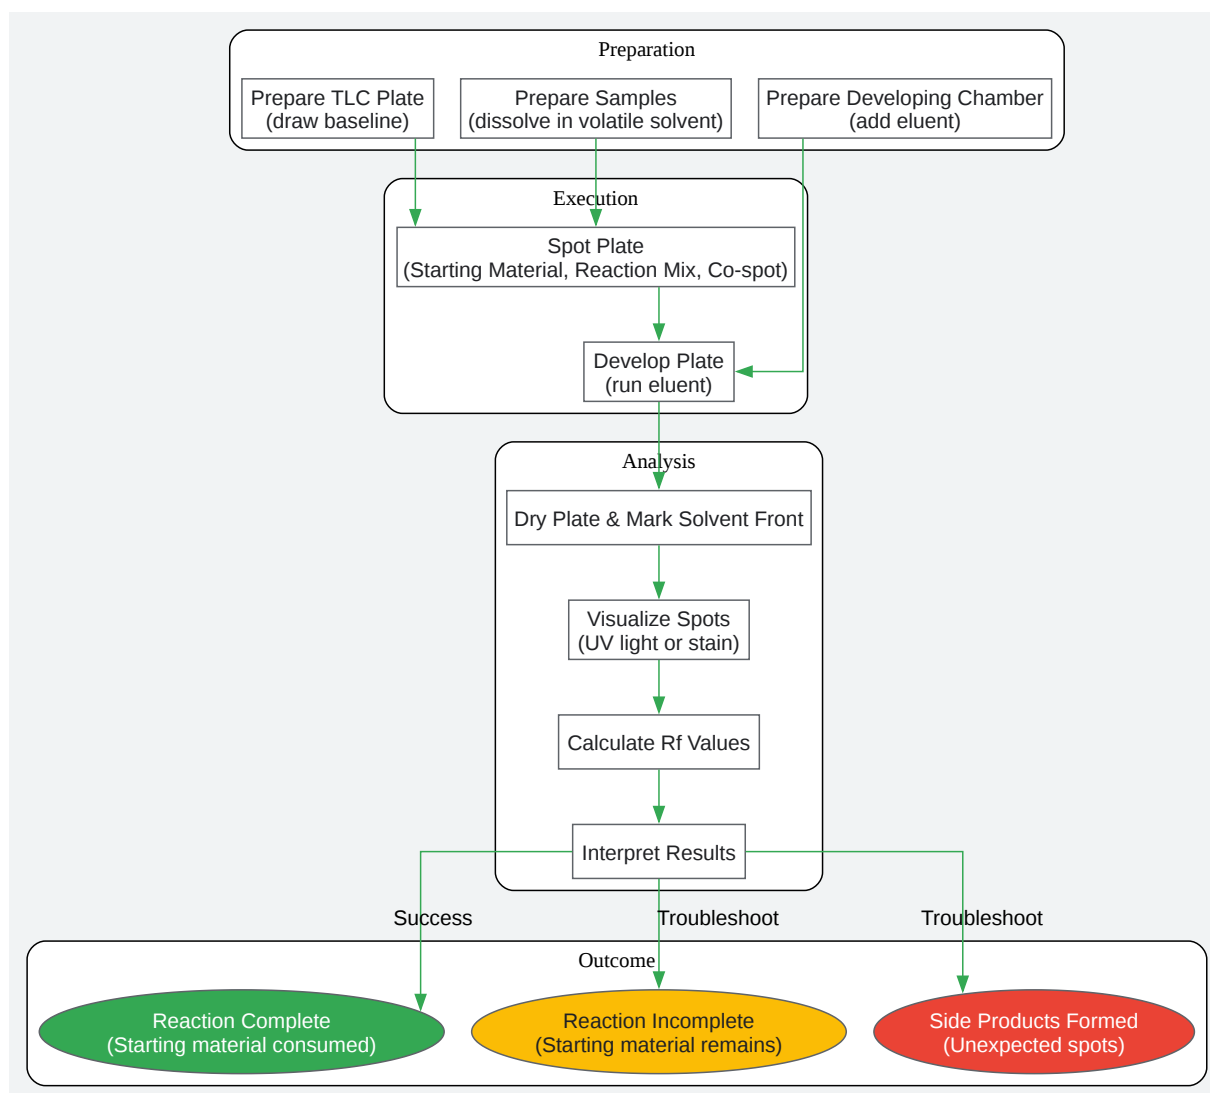 Preparation
Prepare TLC Plate
(draw baseline)
Prepare Samples
(dissolve in volatile solvent)
Prepare Developing Chamber
(add eluent)
Execution
Spot Plate
(Starting Material, Reaction Mix, Co-spot)
Develop Plate
(run eluent)
Analysis
Dry Plate & Mark Solvent Front
Visualize Spots
(UV light or stain)
Calculate Rf Values
Interpret Results
Success
Troubleshoot
Troubleshoot
Outcome
Reaction Complete
(Starting material consumed)
Reaction Incomplete
(Starting material remains)
Side Products Formed
(Unexpected spots)